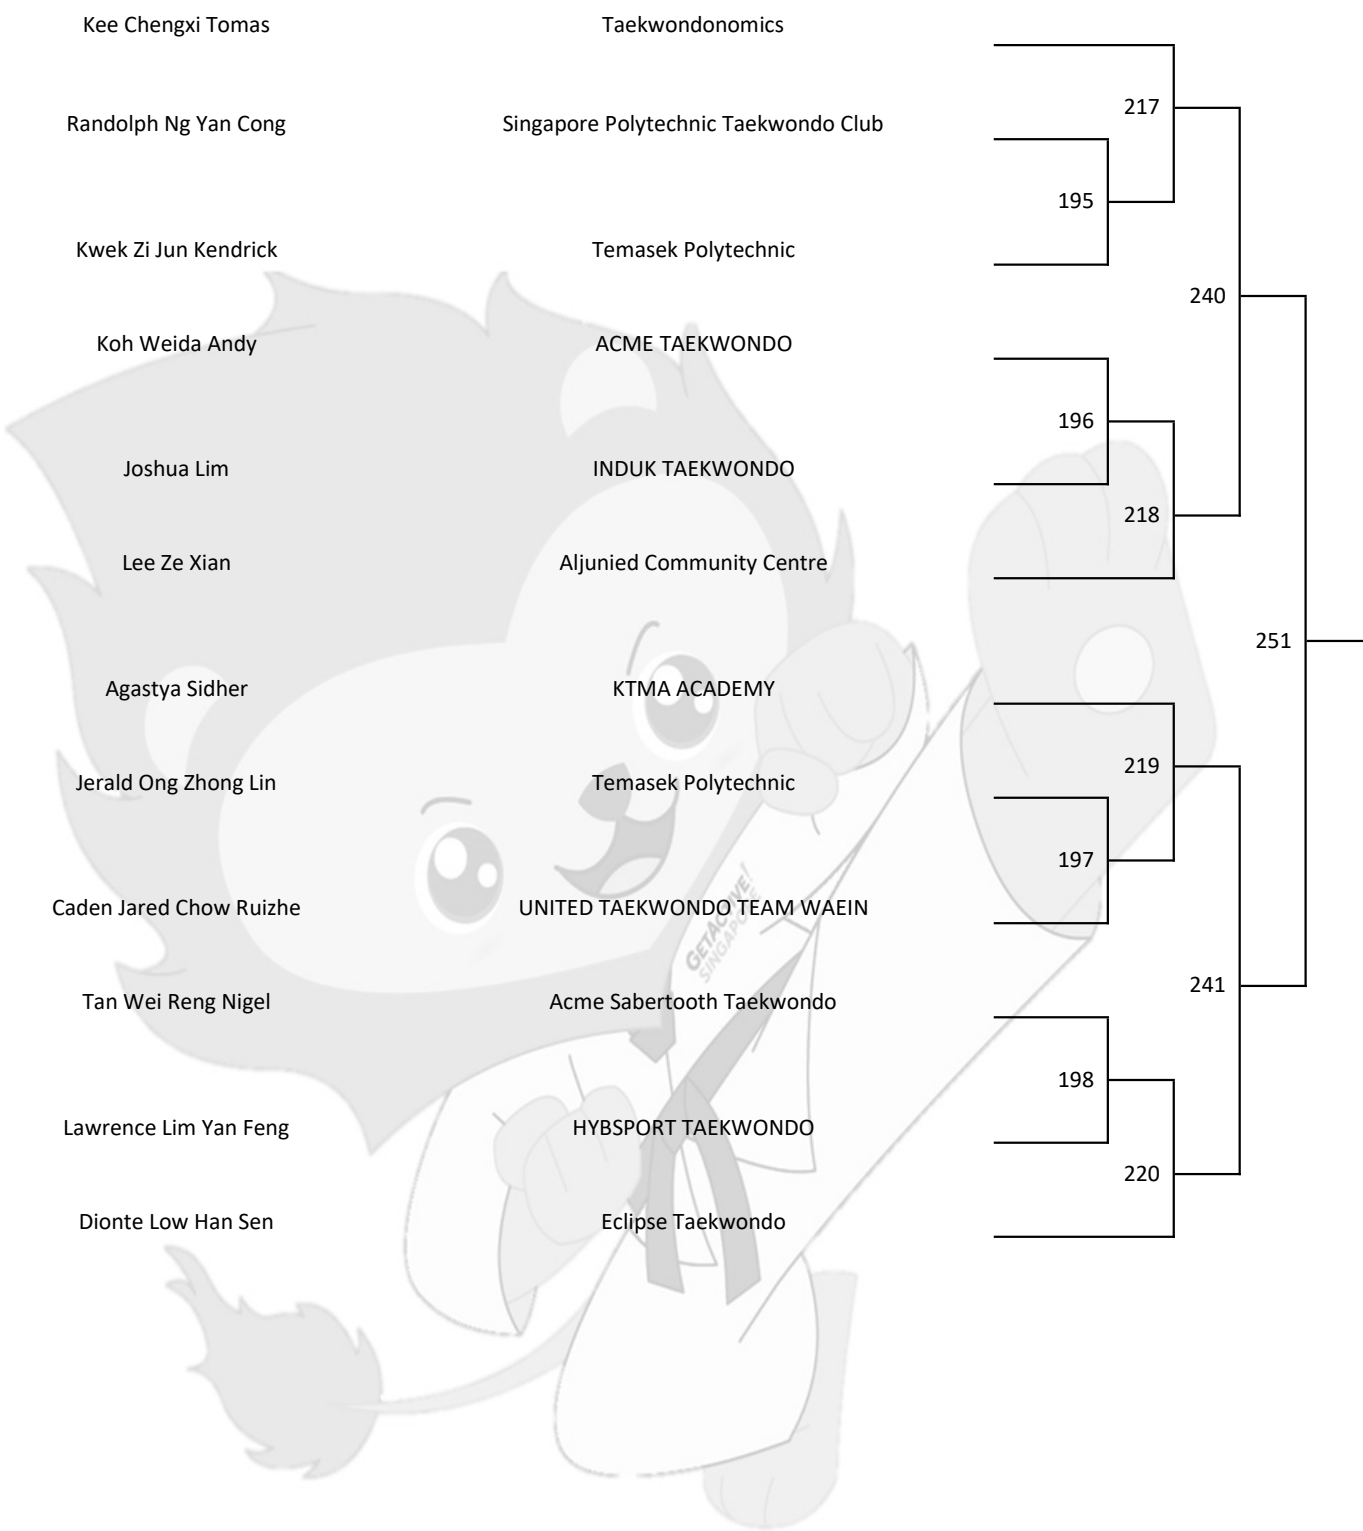 Kee Chengxi Tomas Taekwondonomics
217
Randolph Ng Yan Cong Singapore Polytechnic Taekwondo Club
195
Kwek Zi Jun Kendrick Temasek Polytechnic
240
Koh Weida Andy ACME TAEKWONDO
196
Joshua Lim INDUK TAEKWONDO
218
Lee Ze Xian Aljunied Community Centre
251
Agastya Sidher KTMA ACADEMY
219
Jerald Ong Zhong Lin Temasek Polytechnic
197
Caden Jared Chow Ruizhe UNITED TAEKWONDO TEAM WAEIN
GETACTIVE!
SINGAPORE
241
Tan Wei Reng Nigel Acme Sabertooth Taekwondo
198
Lawrence Lim Yan Feng HYBSPORT TAEKWONDO
220
Dionte Low Han Sen Eclipse Taekwondo